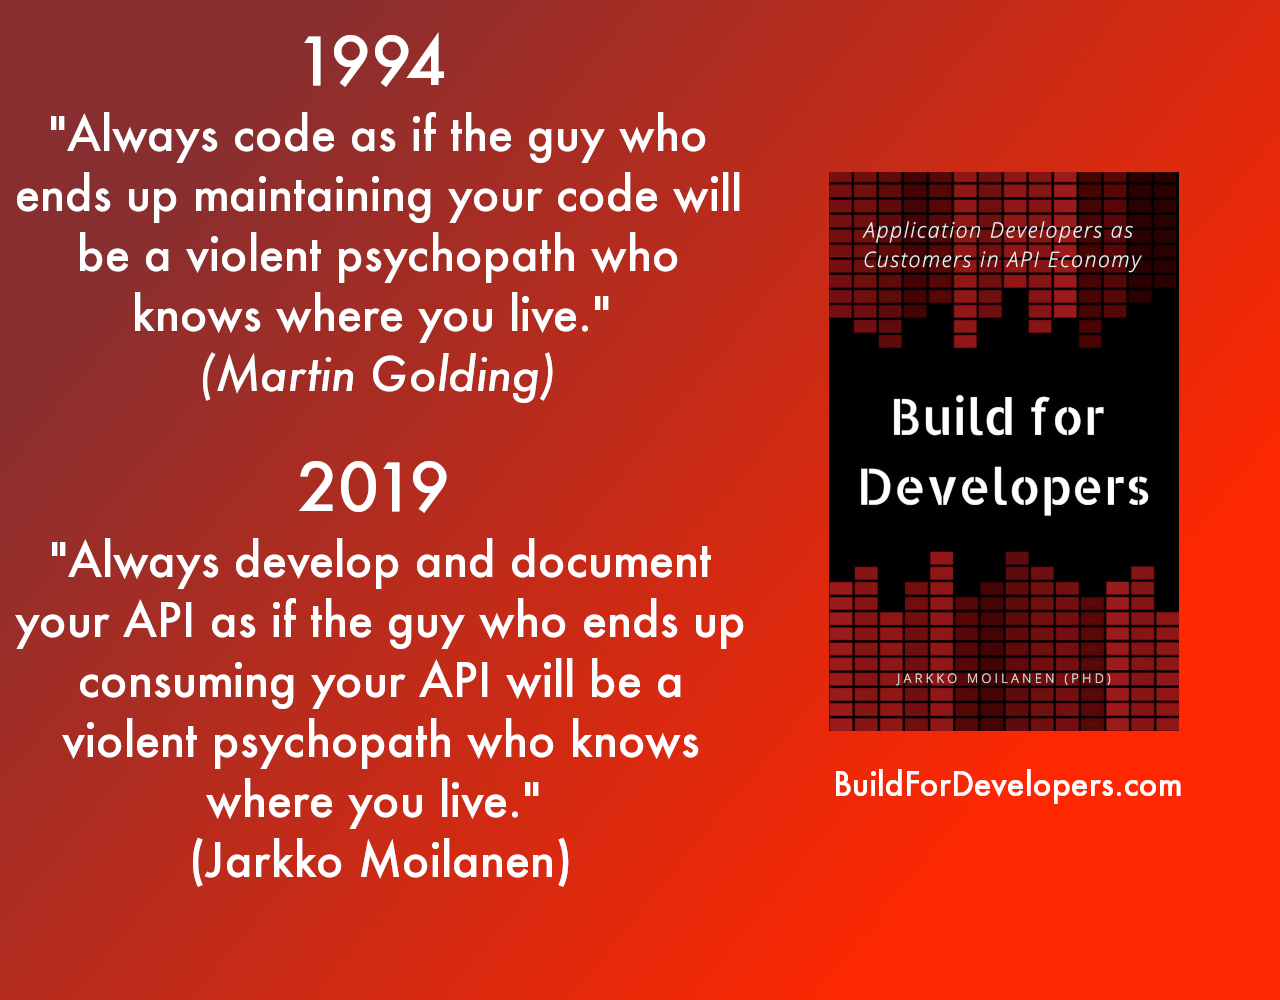 1994
"Always code as if the guy who
ends up maintaining your code will
be a violent psychopath who
knows where you live."
(Martin Golding)
2019
"Always develop and document
your API as if the guy who ends up
consuming your API will be a
violent psychopath who knows
where you live."
(Jarkko Moilanen)
Application Developers as
Customers in API Economy
Build for
Developers
JARKKO MOILANEN (PHD)
BuildForDevelopers.com